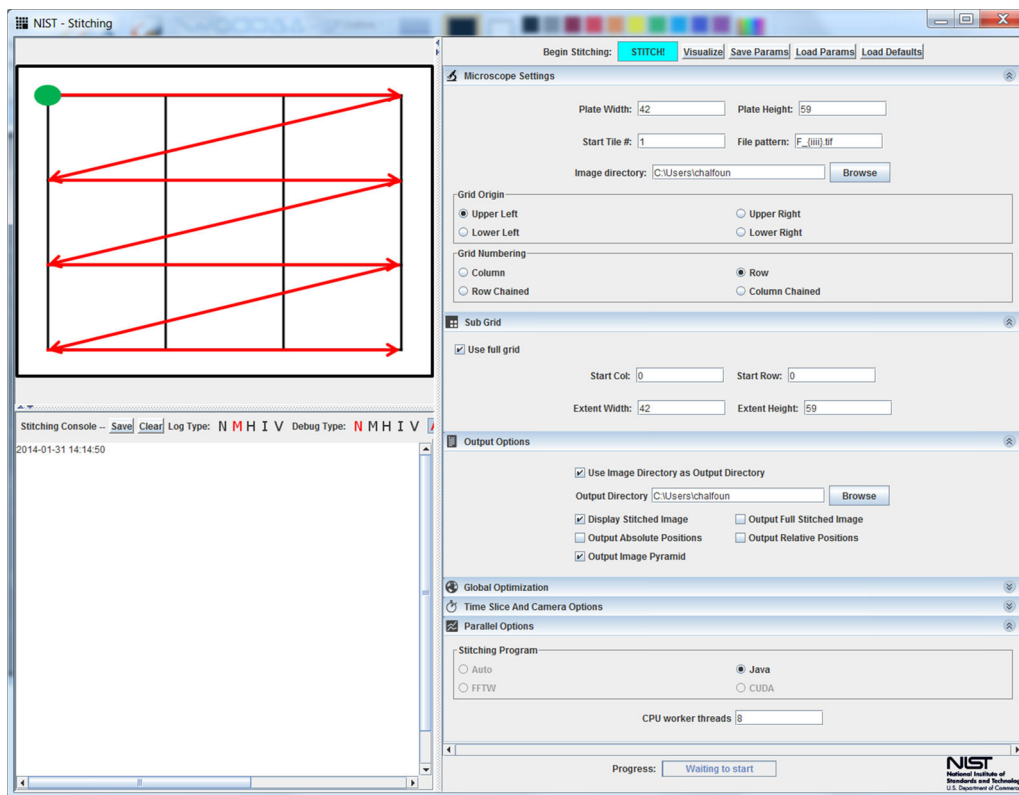 NIST - Stitching
Begin Stitching: STITCH! Visualize Save Params Load Params Load Defaults
Microscope Settings
Plate Width: 42 Plate Height: 59
Start Tile #: 1 File pattern: F_{iiii}.tif
Image directory: C:\Users\chalfoun Browse
Grid Origin
Upper Left Upper Right
Lower Left Lower Right
Grid Numbering
Column Row
Row Chained Column Chained
Sub Grid
Use full grid
Start Col: 0 Start Row: 0
Extent Width: 42 Extent Height: 59
Output Options
Use Image Directory as Output Directory
Output Directory C:\Users\chalfoun Browse
Display Stitched Image Output Full Stitched Image
Output Absolute Positions Output Relative Positions
Output Image Pyramid
Global Optimization
Time Slice And Camera Options
Parallel Options
Stitching Program
Auto Java
FFTW CUDA
CPU worker threads 8
Progress: Waiting to start
NIST
National Institute of
Standards and Technolog
U.S. Department of Commerc
Stitching Console -- Save Clear Log Type: N M H I V Debug Type: N M H I V
2014-01-31 14:14:50